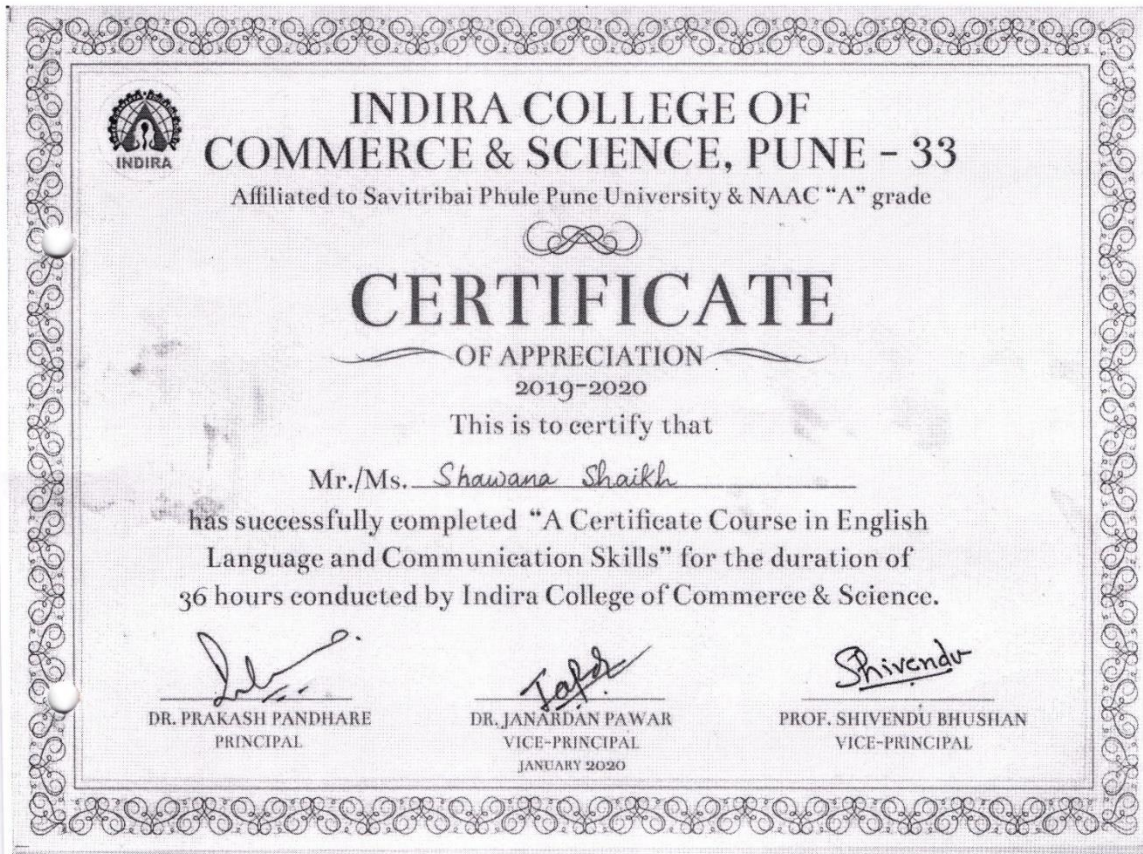 INDIRA
INDIRA COLLEGE OF
COMMERCE & SCIENCE, PUNE - 33
Affiliated to Savitribai Phule Pune University & NAAC “A” grade
CERTIFICATE
OF APPRECIATION
2019-2020
This is to certify that
Mr./Ms. Shawana Shaikh
has successfully completed “A Certificate Course in English
Language and Communication Skills” for the duration of
36 hours conducted by Indira College of Commerce & Science.
Shivendu
DR. PRAKASH PANDHARE DR. JANARDAN PAWAR PROF. SHIVENDU BHUSHAN
PRINCIPAL VICE-PRINCIPAL VICE-PRINCIPAL
JANUARY 2020